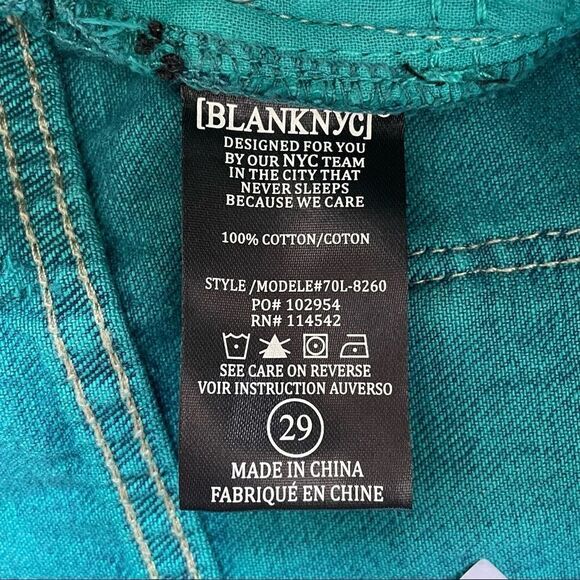 [BLANKNYC]®
DESIGNED FOR YOU
BY OUR NYC TEAM
IN THE CITY THAT
NEVER SLEEPS
BECAUSE WE CARE
100% COTTON/COTON
STYLE /MODELE#70L-8260
PO# 102954
RN# 114542
SEE CARE ON REVERSE
VOIR INSTRUCTION AUVERSO
29
MADE IN CHINA
FABRIQUÉ EN CHINE